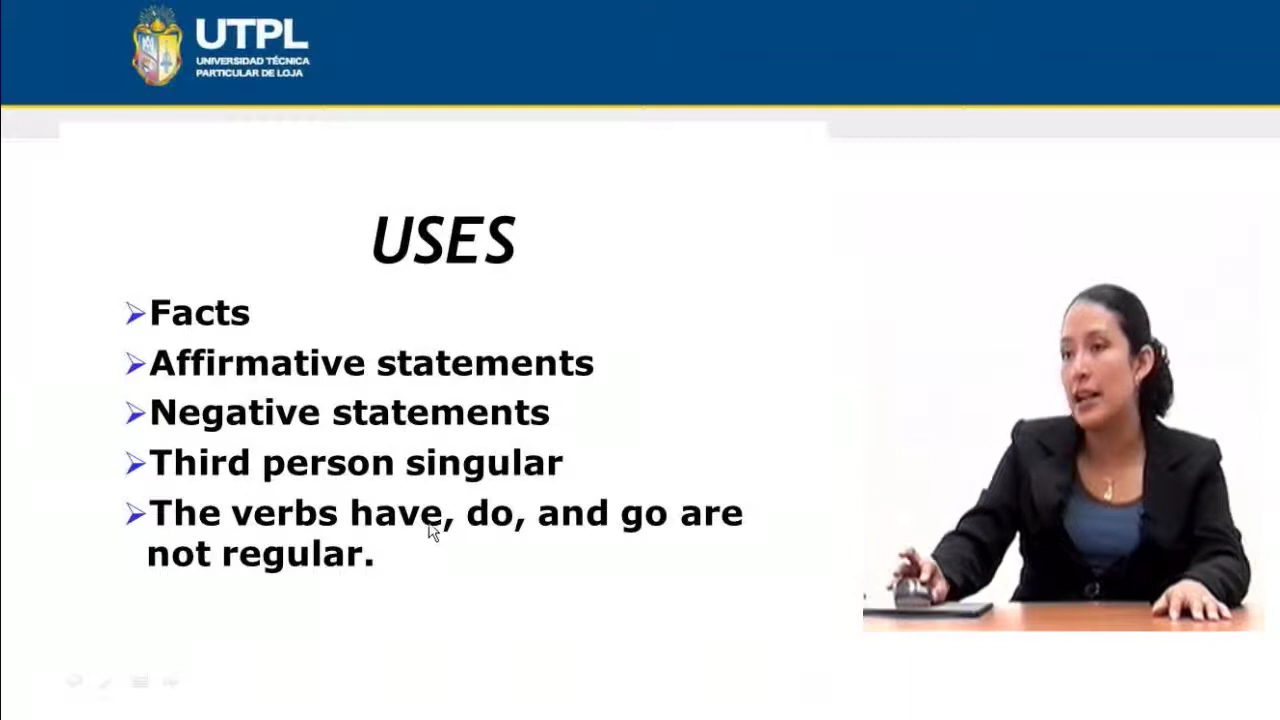 UTPL
UNIVERSIDAD TÉCNICA
PARTICULAR DE LOJA
USES
Facts
Affirmative statements
Negative statements
Third person singular
The verbs have, do, and go are
not regular.